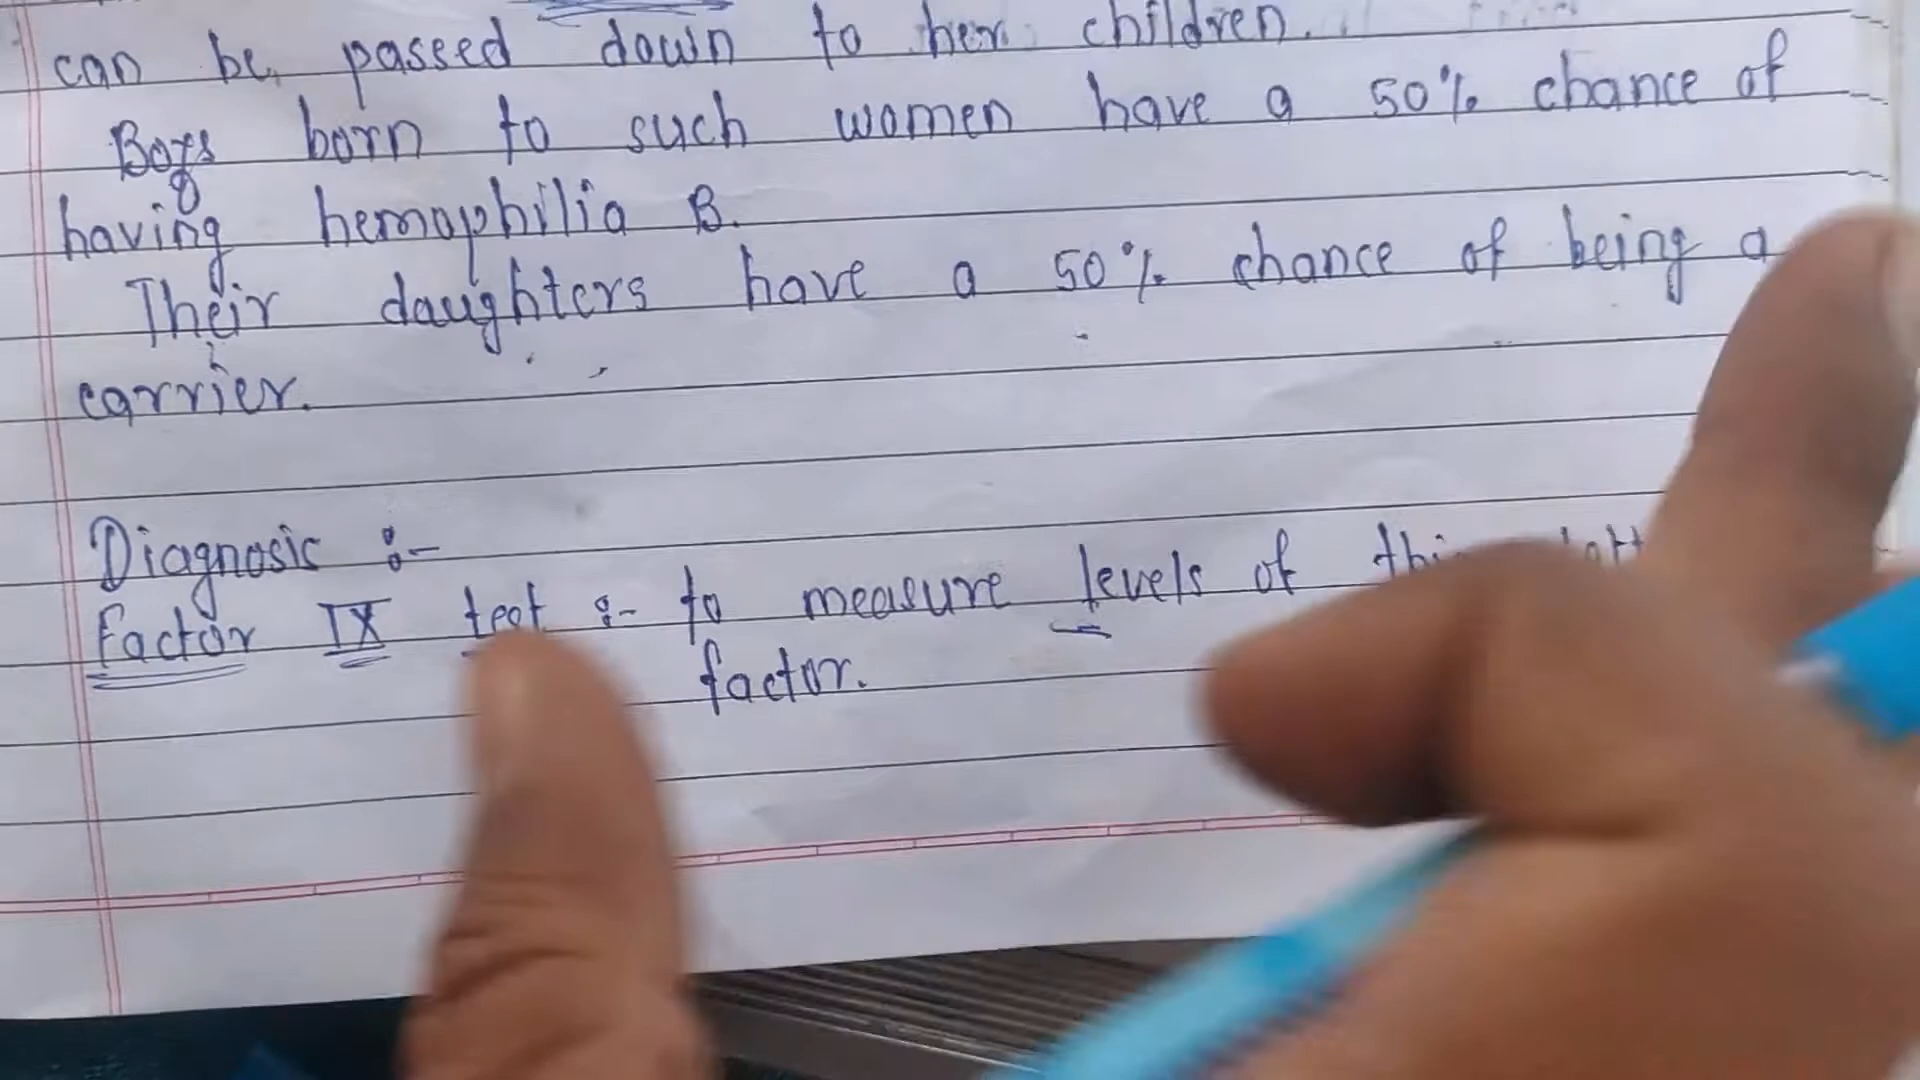 can be passed down to her children.
Boys born to such women have a 50% chance of
having hemophilia B.
Their daughters have a 50% chance of being a
carrier.
Diagnosis :-
Factor IX test :- to measure levels of
factor.